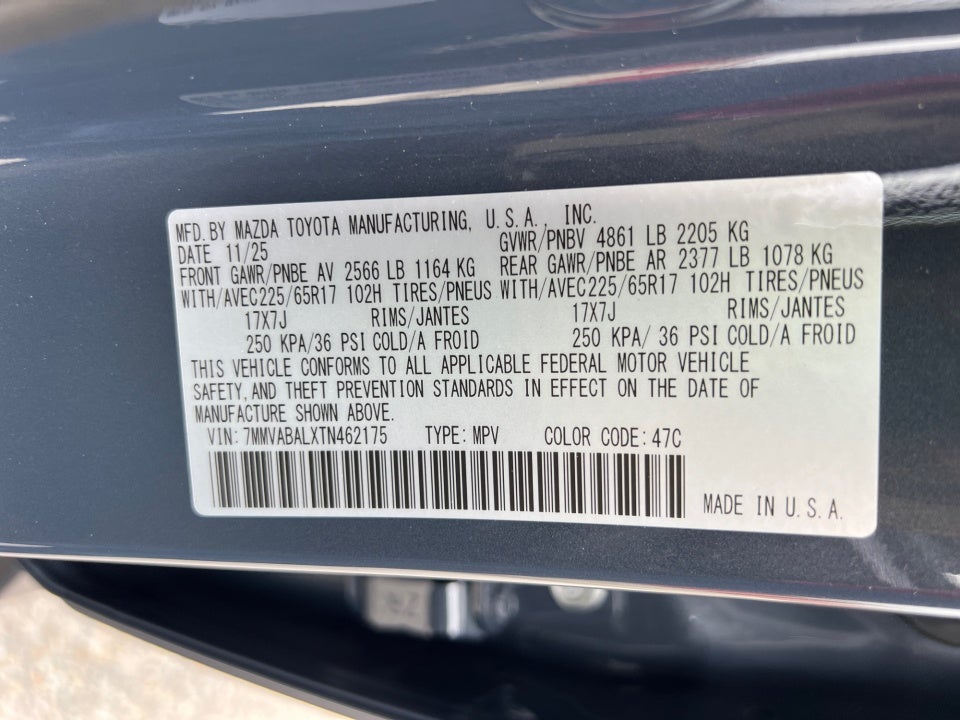 MFD. BY MAZDA TOYOTA MANUFACTURING, U.S.A., INC.
DATE 11/25 GVWR/PNBV 4861 LB 2205 KG
FRONT GAWR/PNBE AV 2566 LB 1164 KG REAR GAWR/PNBE AR 2377 LB 1078 KG
WITH/AVEC225/65R17 102H TIRES/PNEUS WITH/AVEC225/65R17 102H TIRES/PNEUS
17X7J RIMS/JANTES 17X7J RIMS/JANTES
250 KPA/36 PSI COLD/A FROID 250 KPA/ 36 PSI COLD/A FROID
THIS VEHICLE CONFORMS TO ALL APPLICABLE FEDERAL MOTOR VEHICLE
SAFETY, AND THEFT PREVENTION STANDARDS IN EFFECT ON THE DATE OF
MANUFACTURE SHOWN ABOVE.
VIN: 7MMVABALXTN462175 TYPE: MPV COLOR CODE: 47C
MADE IN U.S.A.